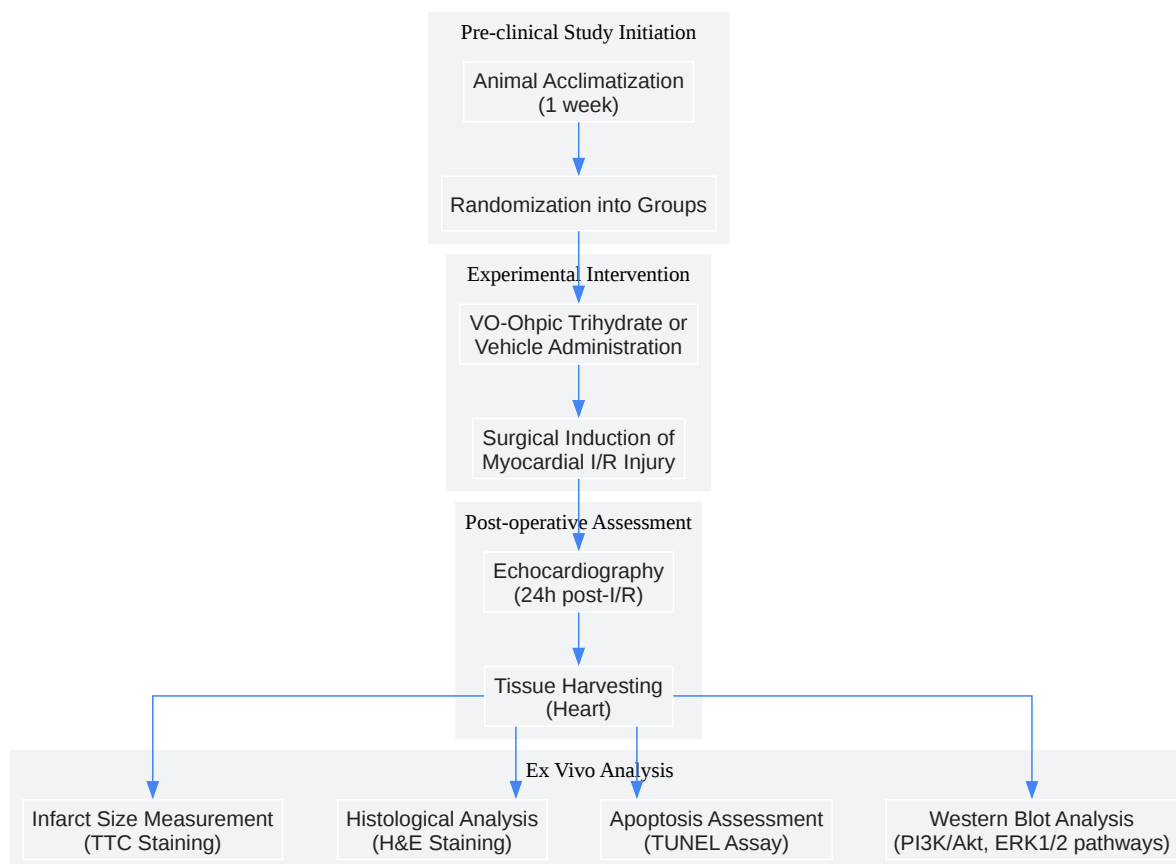 Pre-clinical Study Initiation
Animal Acclimatization
(1 week)
Randomization into Groups
Experimental Intervention
VO-Ohpic Trihydrate or
Vehicle Administration
Surgical Induction of
Myocardial I/R Injury
Post-operative Assessment
Echocardiography
(24h post-I/R)
Tissue Harvesting
(Heart)
Ex Vivo Analysis
Infarct Size Measurement
(TTC Staining)
Histological Analysis
(H&E Staining)
Apoptosis Assessment
(TUNEL Assay)
Western Blot Analysis
(PI3K/Akt, ERK1/2 pathways)